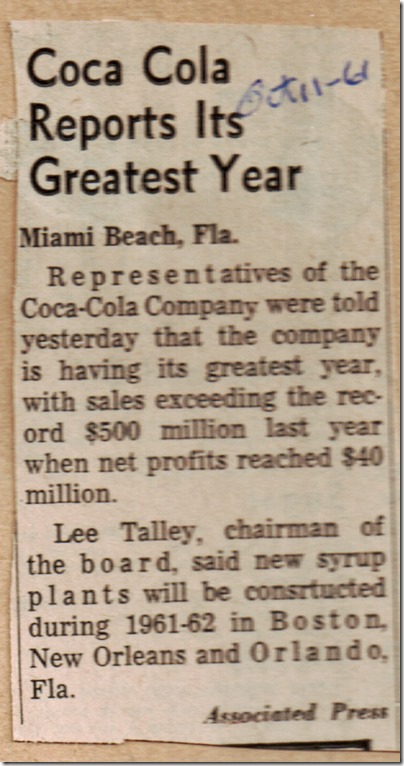 Coca Cola
Oct 11-61
Reports Its
Greatest Year
Miami Beach, Fla.
Representatives of the
Coca-Cola Company were told
yesterday that the company
is having its greatest year,
with sales exceeding the rec-
ord $500 million last year
when net profits reached $40
million.
Lee Talley, chairman of
the board, said new syrup
plants will be consrtucted
during 1961-62 in Boston,
New Orleans and Orlando,
Fla.
Associated Press